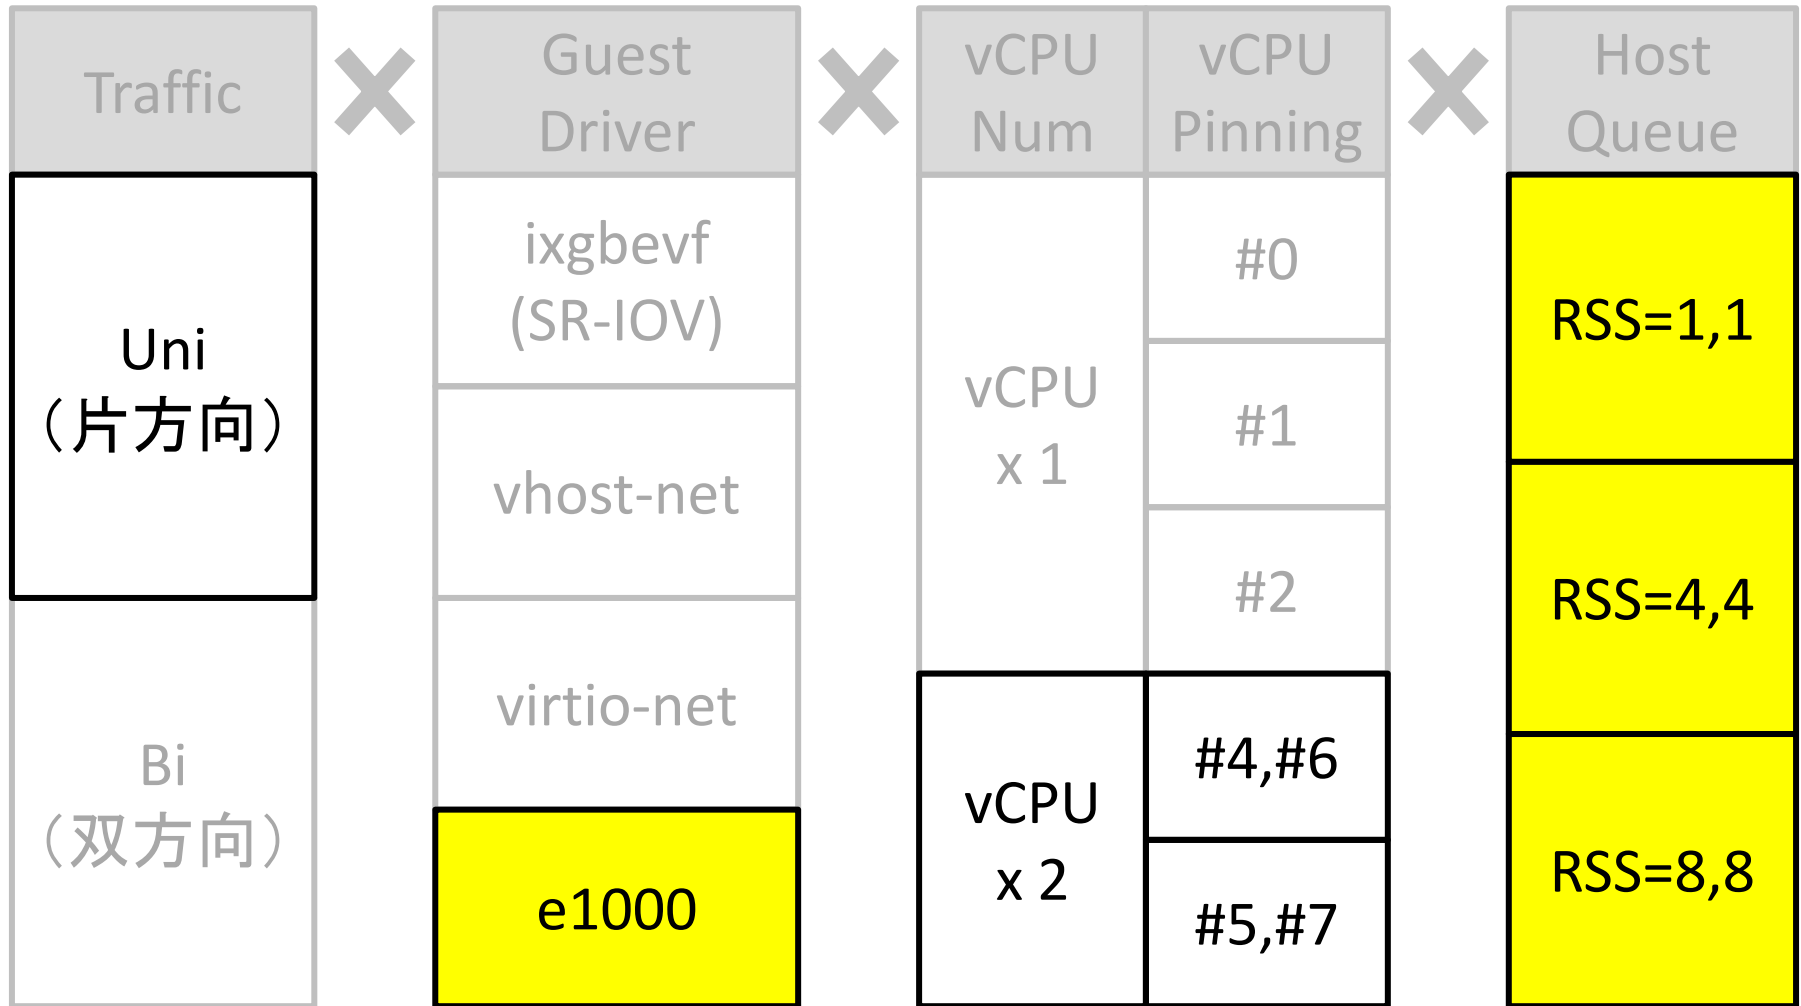 Traffic
Uni
（片方向）
Bi
（双方向）
Guest
Driver
ixgbevf
(SR-IOV)
vhost-net
virtio-net
e1000
vCPU
Num
vCPU
Pinning
vCPU
x 1
#0
#1
#2
vCPU
x 2
#4,#6
#5,#7
Host
Queue
RSS=1,1
RSS=4,4
RSS=8,8